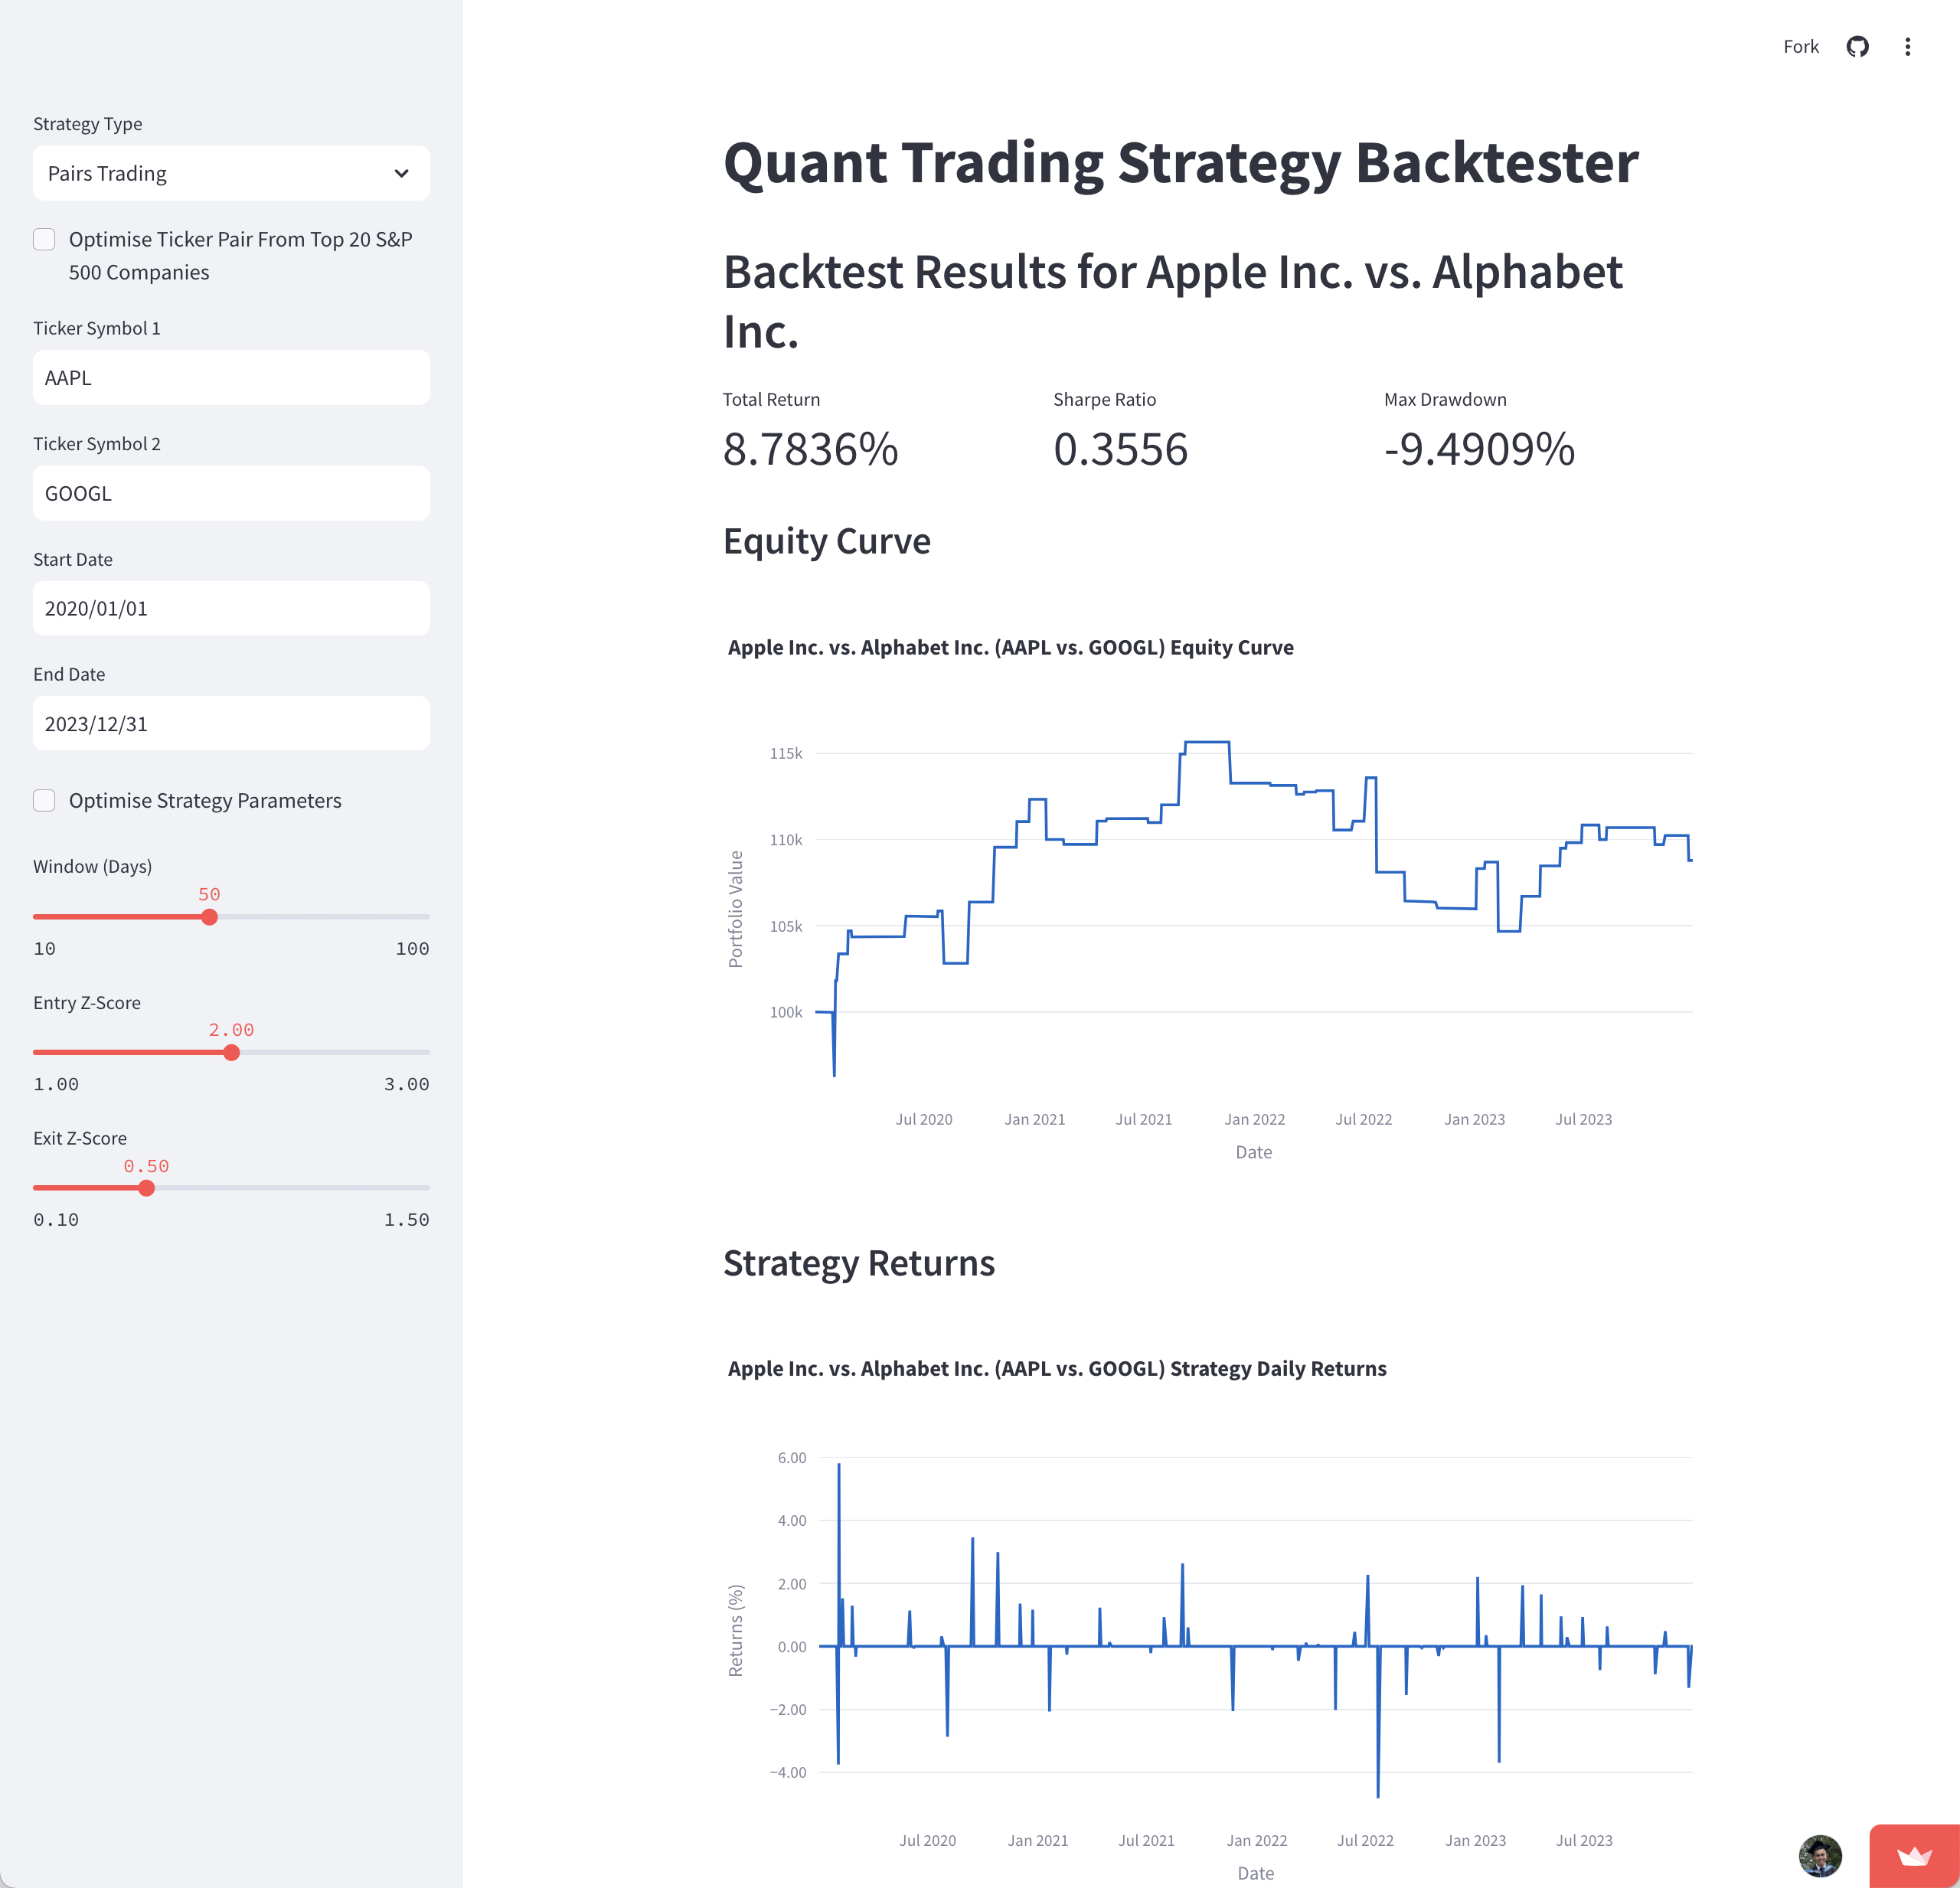 Fork
Strategy Type
Pairs Trading
Optimise Ticker Pair From Top 20 S&P
500 Companies
Ticker Symbol 1
AAPL
Ticker Symbol 2
GOOGL
Start Date
2020/01/01
End Date
2023/12/31
Optimise Strategy Parameters
Window (Days)
50
10 100
Entry Z-Score
2.00
1.00 3.00
Exit Z-Score
0.50
0.10 1.50
Quant Trading Strategy Backtester
Backtest Results for Apple Inc. vs. Alphabet
Inc.
Total Return Sharpe Ratio Max Drawdown
8.7836% 0.3556 -9.4909%
Equity Curve
Apple Inc. vs. Alphabet Inc. (AAPL vs. GOOGL) Equity Curve
115k
110k
105k
100k
Portfolio Value
Jul 2020 Jan 2021 Jul 2021 Jan 2022 Jul 2022 Jan 2023 Jul 2023
Date
Strategy Returns
Apple Inc. vs. Alphabet Inc. (AAPL vs. GOOGL) Strategy Daily Returns
6.00
4.00
2.00
0.00
−2.00
−4.00
Returns (%)
Jul 2020 Jan 2021 Jul 2021 Jan 2022 Jul 2022 Jan 2023 Jul 2023
Date